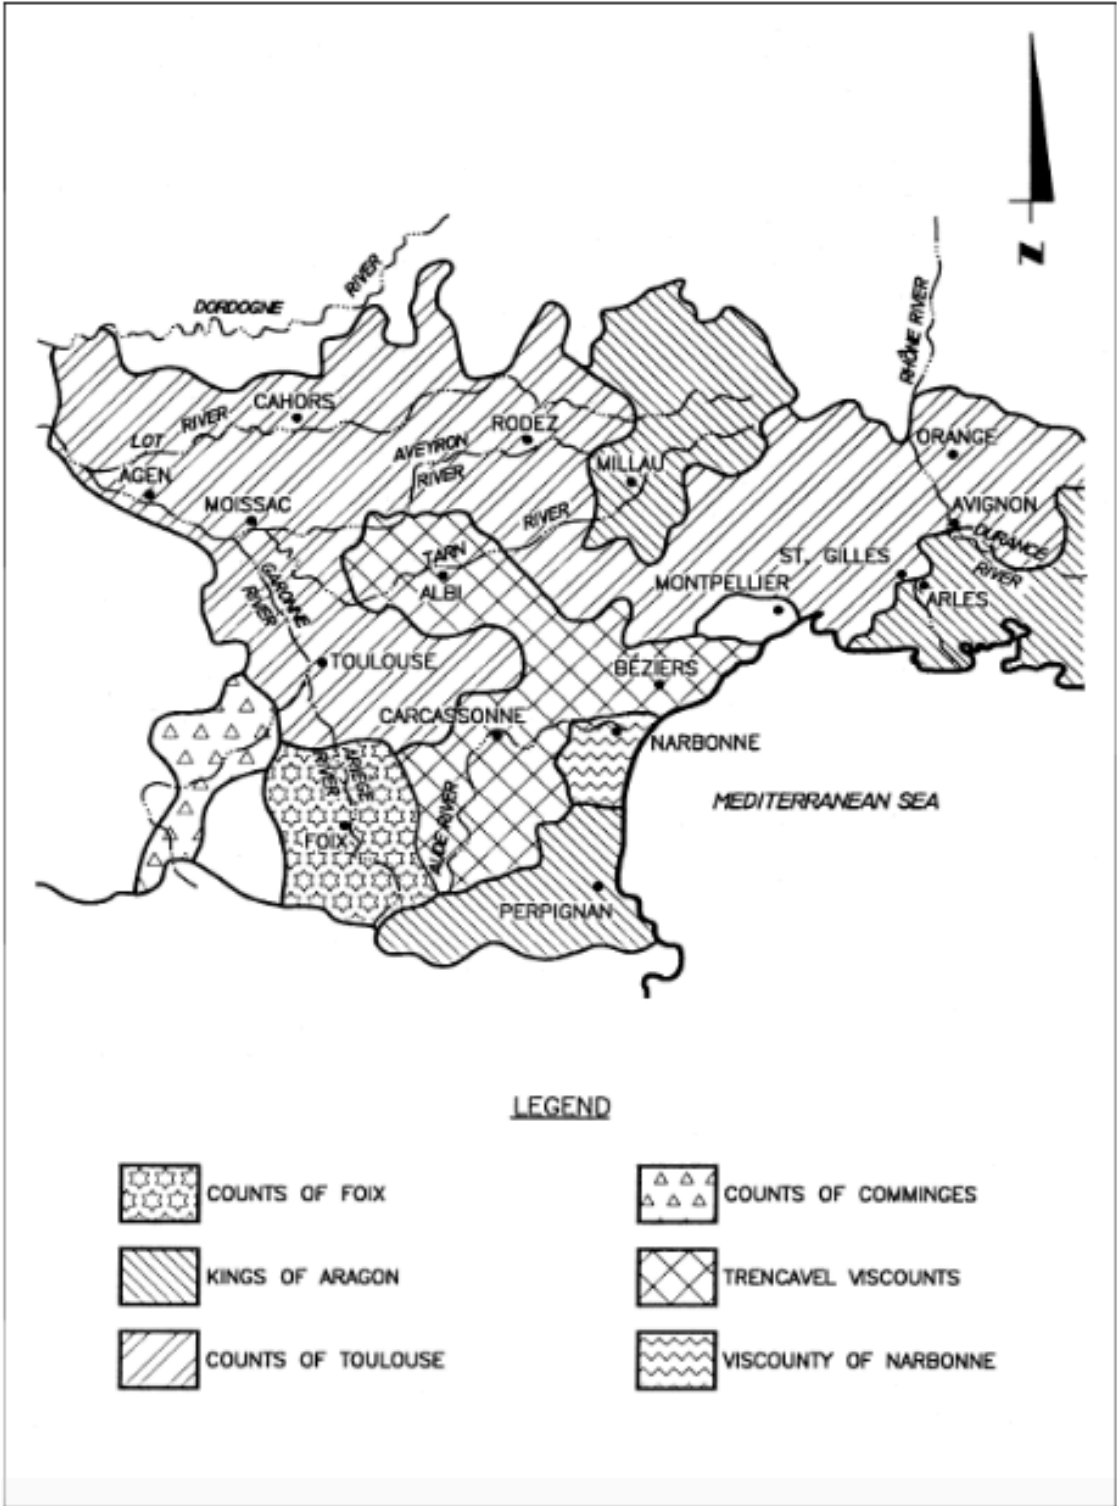 N
DORDOGNE RIVER
RHÔNE RIVER
CAHORS
LOT RIVER
AVEYRON RIVER
RODEZ
ORANGE
AGEN
MILLAU
MOISSAC
AVIGNON
TARN RIVER
DURANCE RIVER
ST. GILLES
ALBI
MONTPELLIER
ARLES
GARONNE RIVER
TOULOUSE
BÉZIERS
CARCASSONNE
NARBONNE
ARIEGE RIVER
AUDE RIVER
MEDITERRANEAN SEA
FOIX
PERPIGNAN
LEGEND
COUNTS OF FOIX
COUNTS OF COMMINGES
KINGS OF ARAGON
TRENCAVEL VISCOUNTS
COUNTS OF TOULOUSE
VISCOUNTY OF NARBONNE